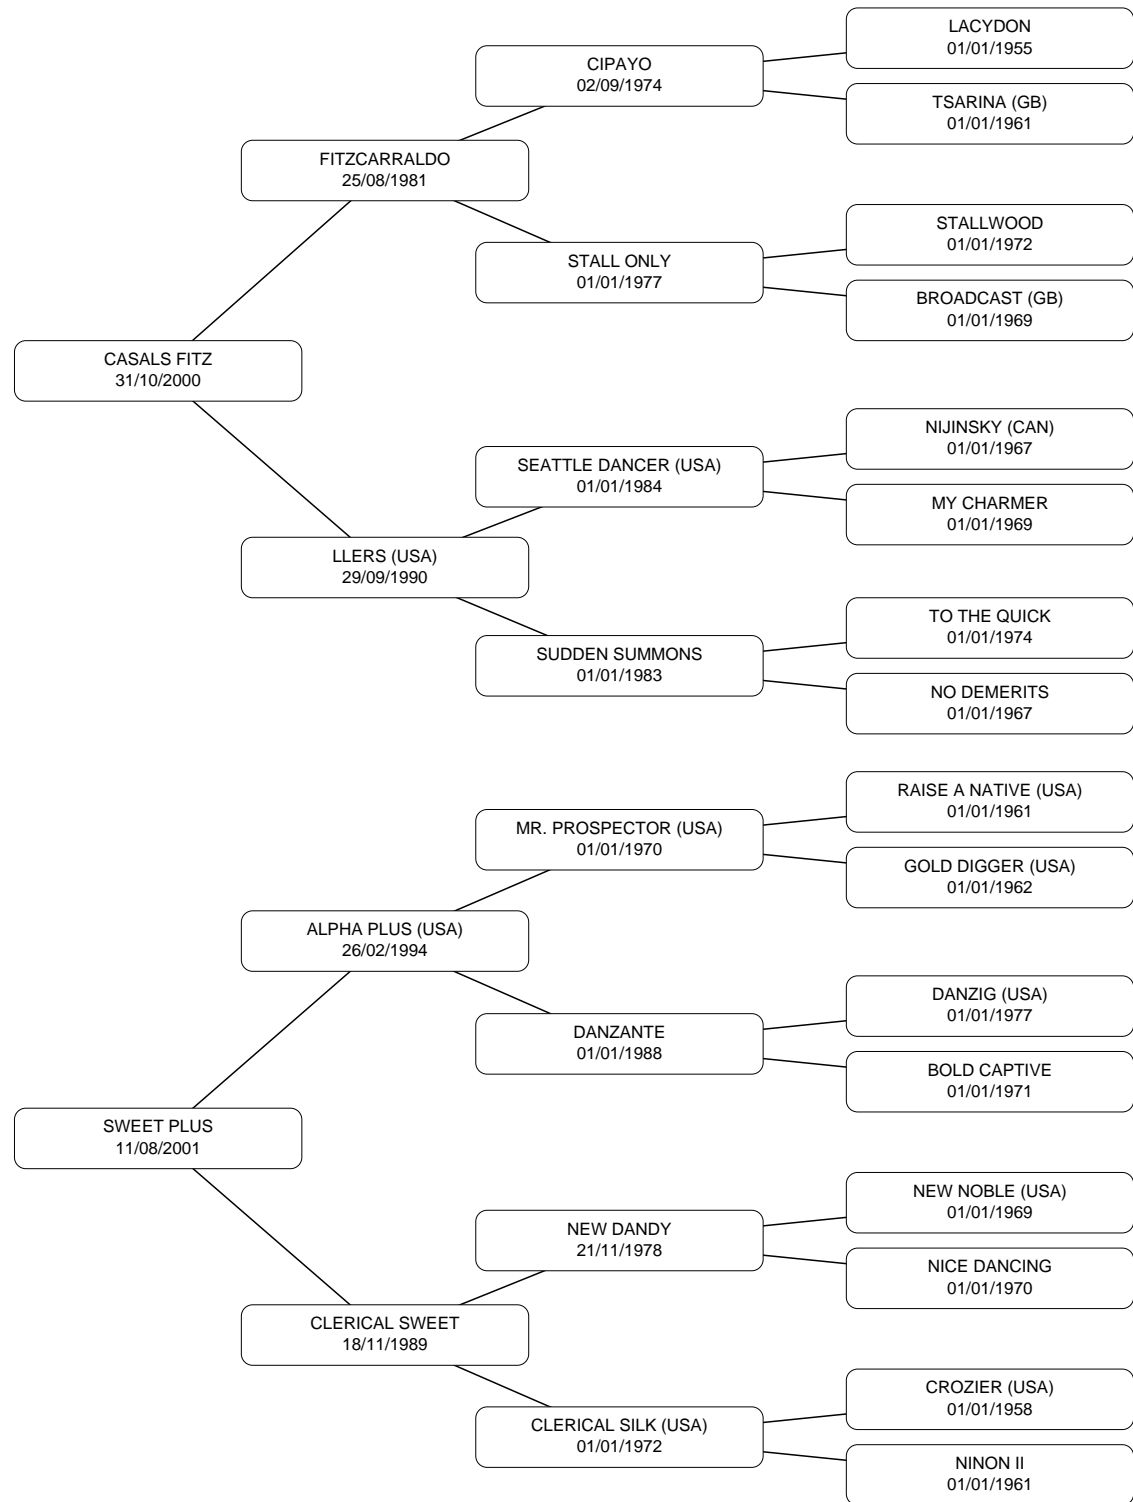 LACYDON
01/01/1955
CIPAYO
02/09/1974
TSARINA (GB)
01/01/1961
FITZCARRALDO
25/08/1981
STALLWOOD
01/01/1972
STALL ONLY
01/01/1977
BROADCAST (GB)
01/01/1969
CASALS FITZ
31/10/2000
NIJINSKY (CAN)
01/01/1967
SEATTLE DANCER (USA)
01/01/1984
MY CHARMER
01/01/1969
LLERS (USA)
29/09/1990
TO THE QUICK
01/01/1974
SUDDEN SUMMONS
01/01/1983
NO DEMERITS
01/01/1967
RAISE A NATIVE (USA)
01/01/1961
MR. PROSPECTOR (USA)
01/01/1970
GOLD DIGGER (USA)
01/01/1962
ALPHA PLUS (USA)
26/02/1994
DANZIG (USA)
01/01/1977
DANZANTE
01/01/1988
BOLD CAPTIVE
01/01/1971
SWEET PLUS
11/08/2001
NEW NOBLE (USA)
01/01/1969
NEW DANDY
21/11/1978
NICE DANCING
01/01/1970
CLERICAL SWEET
18/11/1989
CROZIER (USA)
01/01/1958
CLERICAL SILK (USA)
01/01/1972
NINON II
01/01/1961